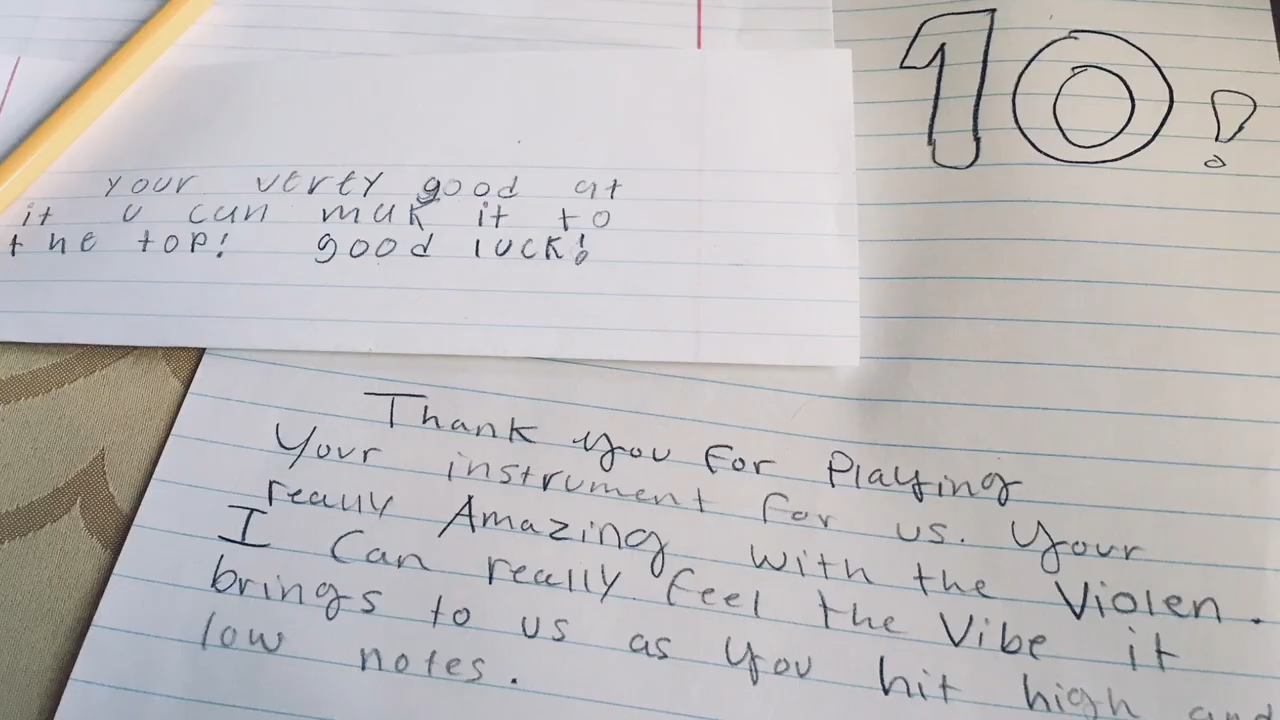 10!
your verey good at
it u can mak it to
the top! good luck!
Thank you for Playing
Your instrument for us. Your
really Amazing with the Violen.
I Can really feel the Vibe it
brings to us as you hit high and
low notes.